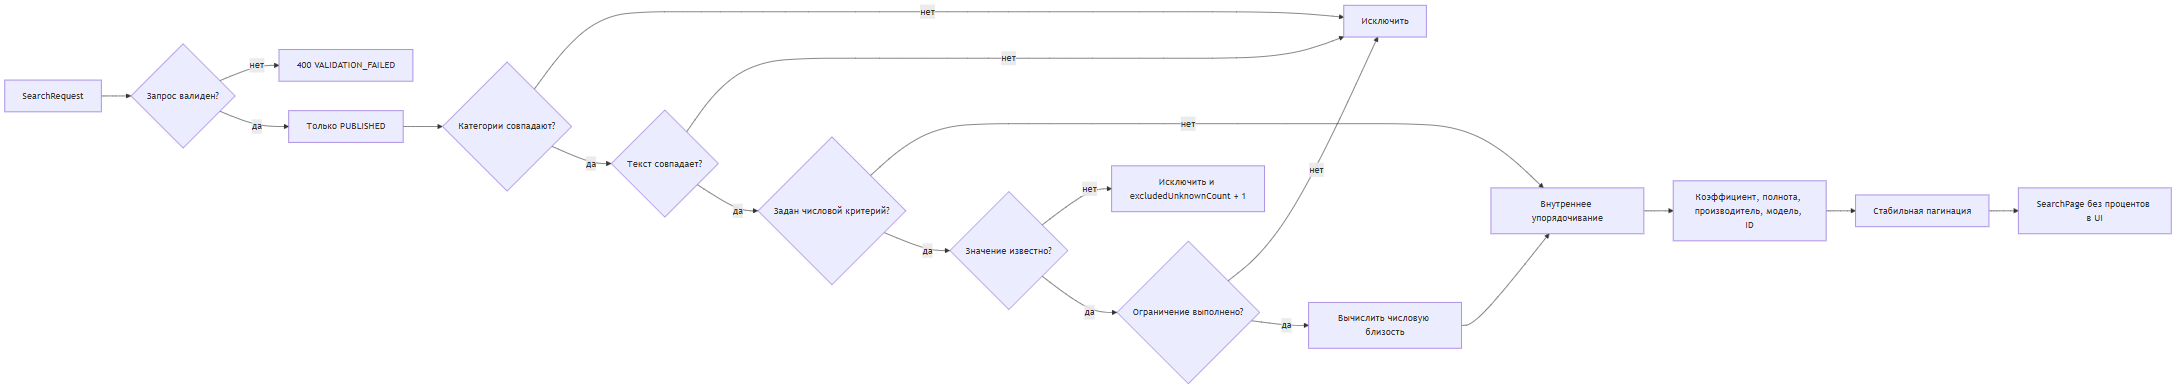 SearchRequest
Запрос валиден?
нет
400 VALIDATION_FAILED
да
Только PUBLISHED
Категории совпадают?
нет
Исключить
да
Текст совпадает?
нет
да
Задан числовой критерий?
нет
да
Значение известно?
нет
Исключить и
excludedUnknownCount + 1
да
Ограничение выполнено?
нет
да
Вычислить числовую
близость
Внутреннее
упорядочивание
Коэффициент, полнота,
производитель, модель,
ID
Стабильная пагинация
SearchPage без процентов
в UI